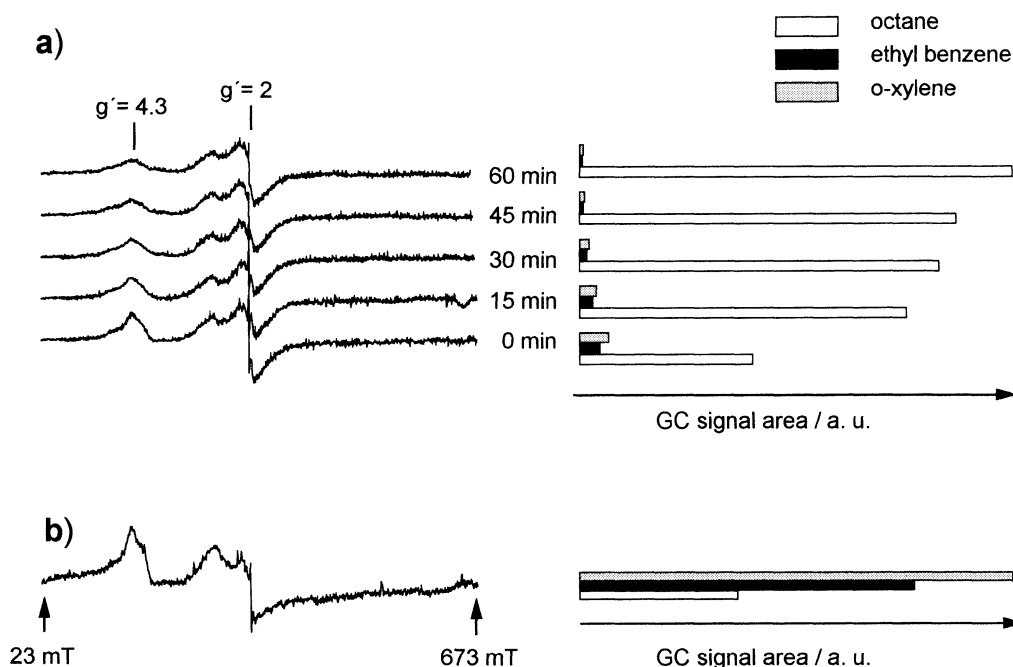 a)
octane
ethyl benzene
o-xylene
g´= 4.3
g´= 2
60 min
45 min
30 min
15 min
0 min
GC signal area / a. u.
b)
23 mT
673 mT
GC signal area / a. u.